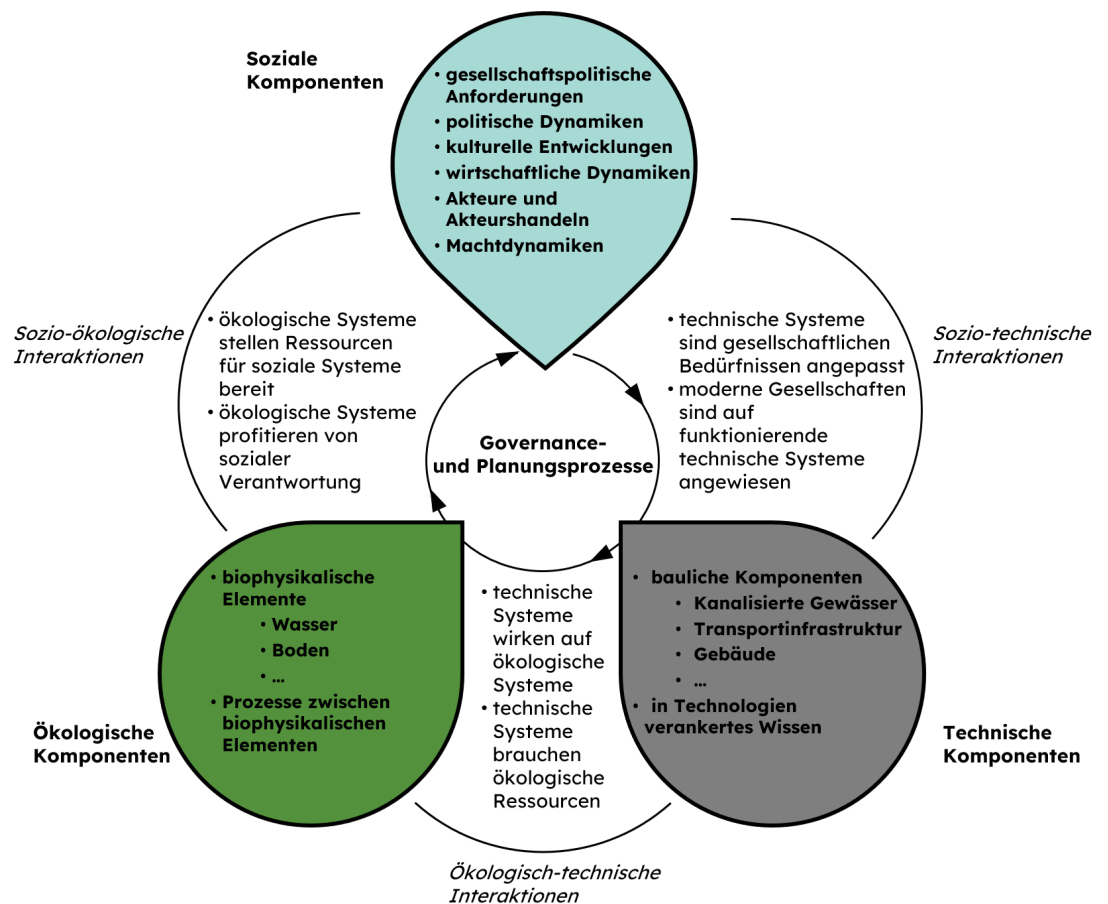 Soziale
Komponenten
• gesellschaftspolitische
Anforderungen
• politische Dynamiken
• kulturelle Entwicklungen
• wirtschaftliche Dynamiken
• Akteure und
Akteurshandeln
• Machtdynamiken
Sozio-ökologische
Interaktionen
• ökologische Systeme
stellen Ressourcen
für soziale Systeme
bereit
• ökologische Systeme
profitieren von
sozialer
Verantwortung
Governance-
und Planungsprozesse
• technische Systeme
sind gesellschaftlichen
Bedürfnissen angepasst
• moderne Gesellschaften
sind auf
funktionierende
technische Systeme
angewiesen
Sozio-technische
Interaktionen
Ökologische
Komponenten
• biophysikalische
Elemente
• Wasser
• Boden
• ...
• Prozesse zwischen
biophysikalischen
Elementen
• technische
Systeme
wirken auf
ökologische
Systeme
• technische
Systeme
brauchen
ökologische
Ressourcen
• bauliche Komponenten
• Kanalisierte Gewässer
• Transportinfrastruktur
• Gebäude
• ...
• in Technologien
verankertes Wissen
Technische
Komponenten
Ökologisch-technische
Interaktionen